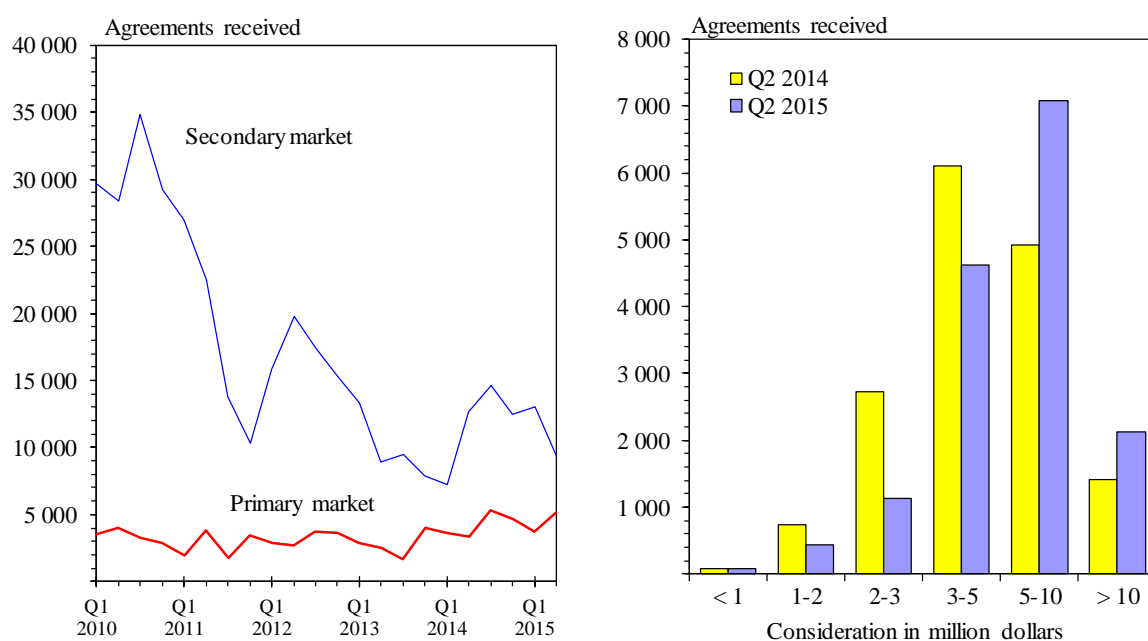 Agreements received
40 000
35 000
30 000
25 000
20 000
15 000
10 000
5 000
Secondary market
Primary market
Q1 Q1 Q1 Q1 Q1 Q1
2010 2011 2012 2013 2014 2015
Agreements received
8 000
7 000
6 000
5 000
4 000
3 000
2 000
1 000
Q2 2014
Q2 2015
< 1 1-2 2-3 3-5 5-10 > 10
Consideration in million dollars